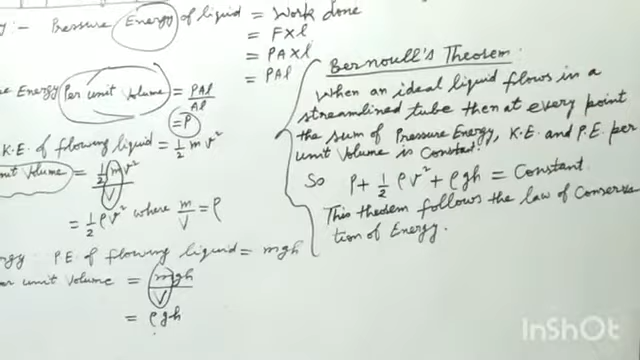 :- Pressure Energy of liquid = Work done
= F×l
= PA×l
= PAl
Energy Per unit Volume = PAl/Al
= P
K.E. of flowing liquid = 1/2 mv²
unit Volume = 1/2 mv²/V
= 1/2 ρv² where m/V = ρ
P.E. of flowing liquid = mgh
per unit Volume = mgh/V
= ρgh
Bernoull's Theorem:
When an ideal liquid flows in a
streamlined tube then at every point
the sum of Pressure Energy, K.E. and P.E. per
unit Volume is Constant.
So P + 1/2 ρv² + ρgh = Constant.
This theorem follows the law of Conserva
tion of Energy.
InShOt